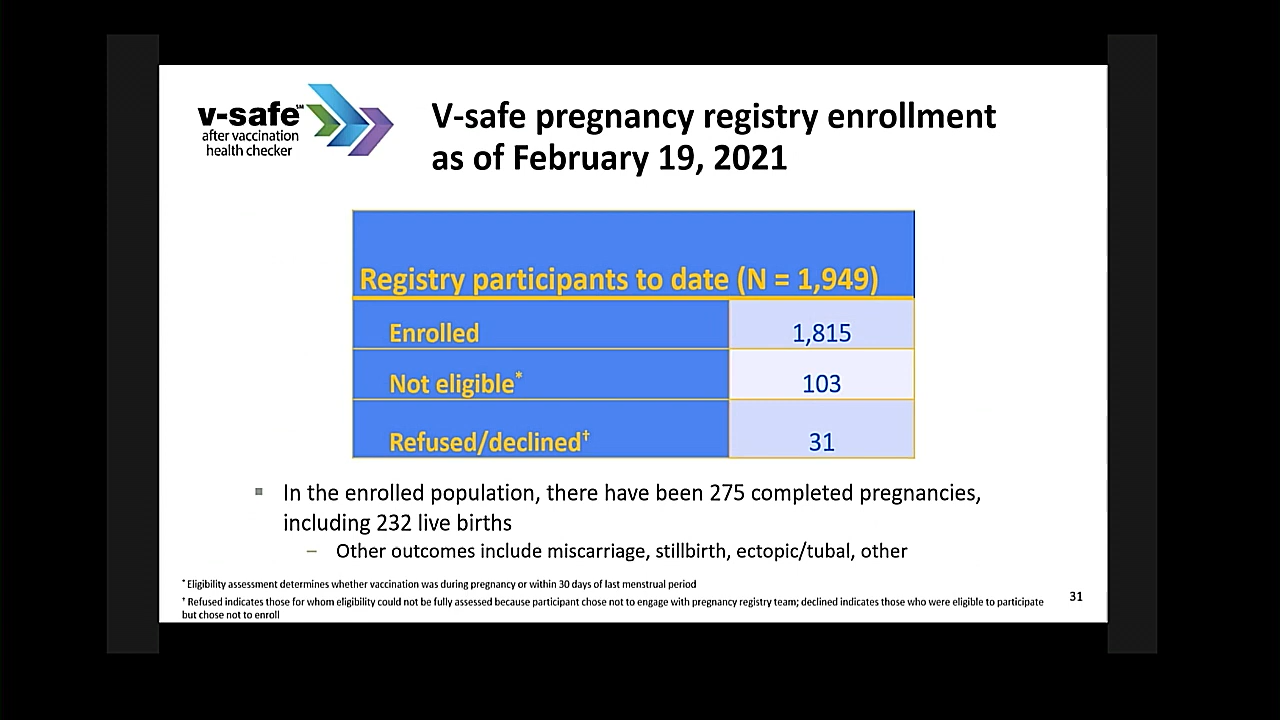 v-safe℠
after vaccination
health checker
V-safe pregnancy registry enrollment
as of February 19, 2021
Registry participants to date (N = 1,949)
Enrolled 1,815
Not eligible* 103
Refused/declined† 31
▪ In the enrolled population, there have been 275 completed pregnancies,
including 232 live births
– Other outcomes include miscarriage, stillbirth, ectopic/tubal, other
* Eligibility assessment determines whether vaccination was during pregnancy or within 30 days of last menstrual period
† Refused indicates those for whom eligibility could not be fully assessed because participant chose not to engage with pregnancy registry team; declined indicates those who were eligible to participate
but chose not to enroll
31